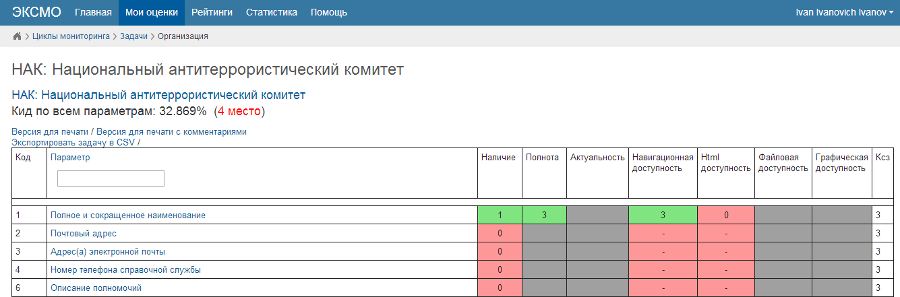 ЭКСМО Главная Мои оценки Рейтинги Статистика Помощь Ivan Ivanovich Ivanov
Циклы мониторинга > Задачи > Организация
НАК: Национальный антитеррористический комитет
НАК: Национальный антитеррористический комитет
Кид по всем параметрам: 32.869% (4 место)
Версия для печати / Версия для печати с комментариями
Экспортировать задачу в CSV /
Код Параметр Наличие Полнота Актуальность Навигационная доступность Html доступность Файловая доступность Графическая доступность Ксз
1 Полное и сокращенное наименование 1 3 3 0 3
2 Почтовый адрес 0 - - 3
3 Адрес(а) электронной почты 0 - - 3
4 Номер телефона справочной службы 0 - - 3
6 Описание полномочий 0 - - 3